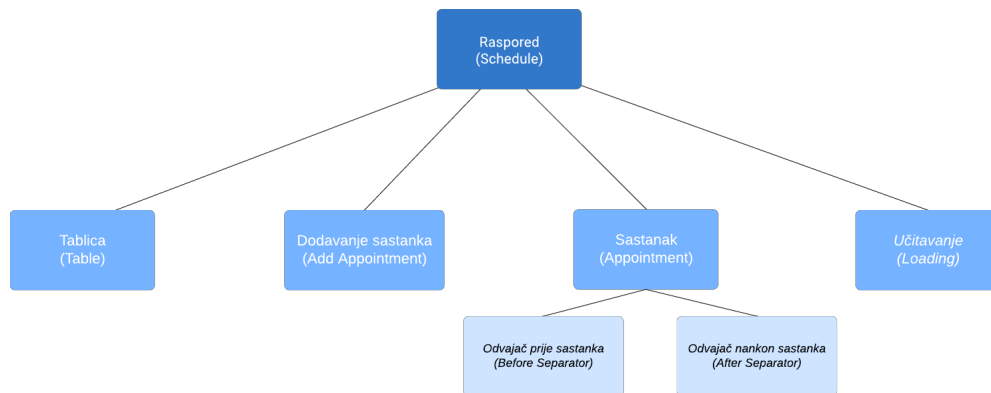 Raspored
(Schedule)
Tablica
(Table)
Dodavanje sastanka
(Add Appointment)
Sastanak
(Appointment)
Učitavanje
(Loading)
Odvajač prije sastanka
(Before Separator)
Odvajač nankon sastanka
(After Separator)